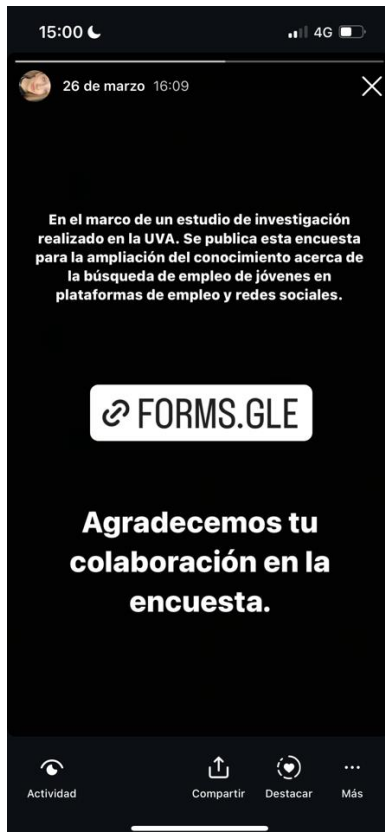 15:00
4G
26 de marzo 16:09
En el marco de un estudio de investigación
realizado en la UVA. Se publica esta encuesta
para la ampliación del conocimiento acerca de
la búsqueda de empleo de jóvenes en
plataformas de empleo y redes sociales.
FORMS.GLE
Agradecemos tu
colaboración en la
encuesta.
Actividad
Compartir
Destacar
Más